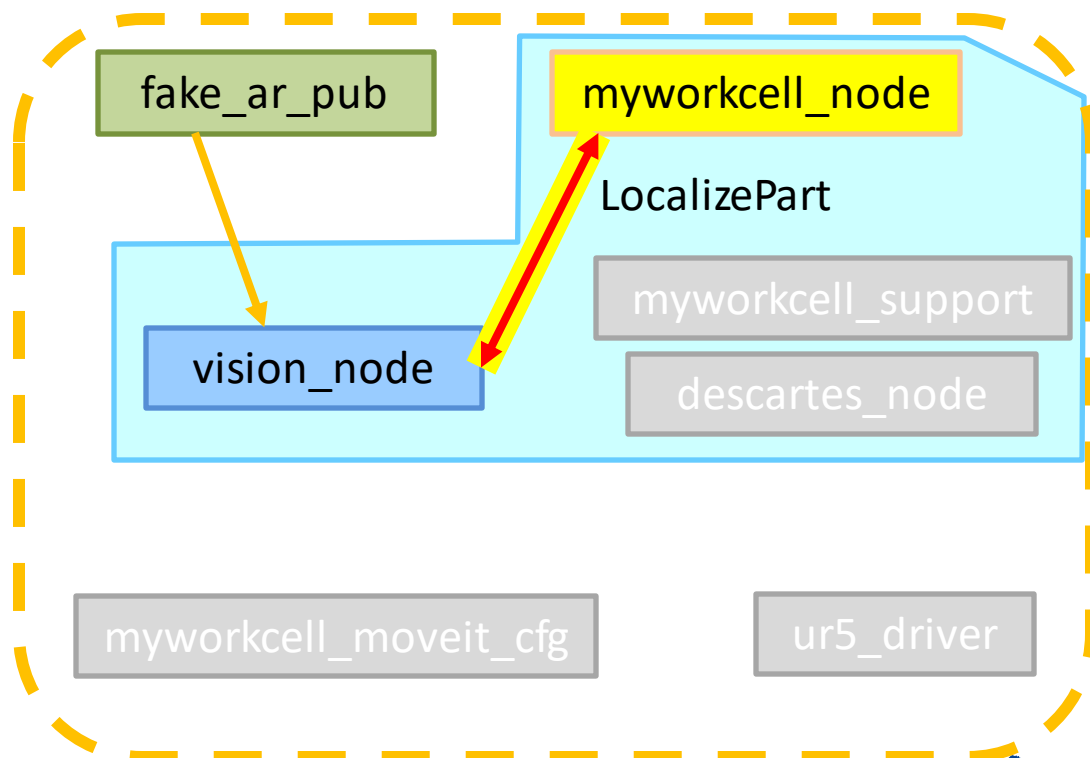 fake_ar_pub
myworkcell_node
LocalizePart
myworkcell_support
vision_node
descartes_node
myworkcell_moveit_cfg
ur5_driver